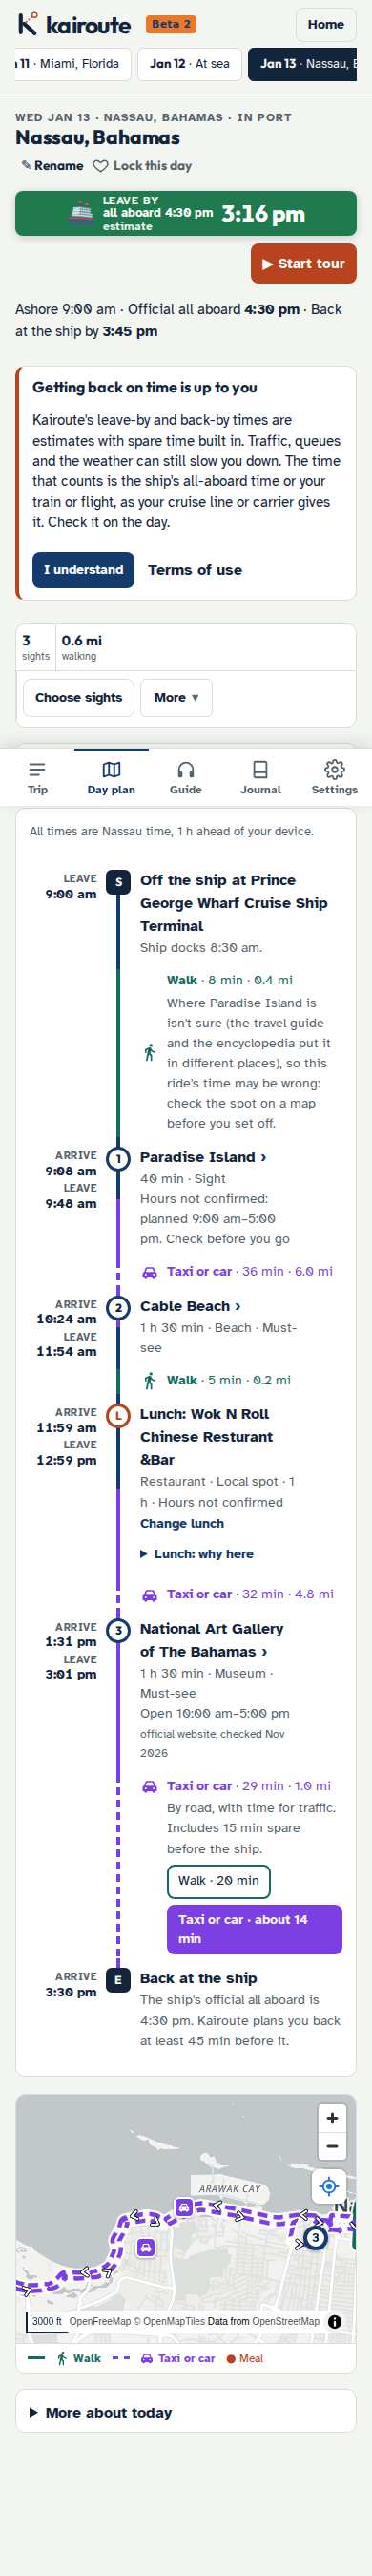 kairoute
Beta 2
Home
11 · Miami, Florida
Jan 12 · At sea
Jan 13 · Nassau,
WED JAN 13 · NASSAU, BAHAMAS · IN PORT
Nassau, Bahamas
✎ Rename
Lock this day
LEAVE BY
all aboard 4:30 pm
estimate
3:16 pm
▶ Start tour
Ashore 9:00 am · Official all aboard 4:30 pm · Back
at the ship by 3:45 pm
Getting back on time is up to you
Kairoute's leave-by and back-by times are
estimates with spare time built in. Traffic, queues
and the weather can still slow you down. The time
that counts is the ship's all-aboard time or your
train or flight, as your cruise line or carrier gives
it. Check it on the day.
I understand
Terms of use
3
sights
0.6 mi
walking
Choose sights
More ▾
Trip
Day plan
Guide
Journal
Settings
All times are Nassau time, 1 h ahead of your device.
LEAVE
9:00 am
S
Off the ship at Prince
George Wharf Cruise Ship
Terminal
Ship docks 8:30 am.
Walk · 8 min · 0.4 mi
Where Paradise Island is
isn't sure (the travel guide
and the encyclopedia put it
in different places), so this
ride's time may be wrong:
check the spot on a map
before you set off.
ARRIVE
9:08 am
LEAVE
9:48 am
1
Paradise Island ›
40 min · Sight
Hours not confirmed:
planned 9:00 am–5:00
pm. Check before you go
Taxi or car · 36 min · 6.0 mi
ARRIVE
10:24 am
LEAVE
11:54 am
2
Cable Beach ›
1 h 30 min · Beach · Must-
see
Walk · 5 min · 0.2 mi
ARRIVE
11:59 am
LEAVE
12:59 pm
L
Lunch: Wok N Roll
Chinese Resturant
&Bar
Restaurant · Local spot · 1
h · Hours not confirmed
Change lunch
▶ Lunch: why here
Taxi or car · 32 min · 4.8 mi
ARRIVE
1:31 pm
LEAVE
3:01 pm
3
National Art Gallery
of The Bahamas ›
1 h 30 min · Museum ·
Must-see
Open 10:00 am–5:00 pm
official website, checked Nov
2026
Taxi or car · 29 min · 1.0 mi
By road, with time for traffic.
Includes 15 min spare
before the ship.
Walk · 20 min
Taxi or car · about 14
min
ARRIVE
3:30 pm
E
Back at the ship
The ship's official all aboard is
4:30 pm. Kairoute plans you back
at least 45 min before it.
+
−
ARAWAK CAY
3
3000 ft
OpenFreeMap © OpenMapTiles Data from OpenStreetMap
Walk
Taxi or car
Meal
▶ More about today